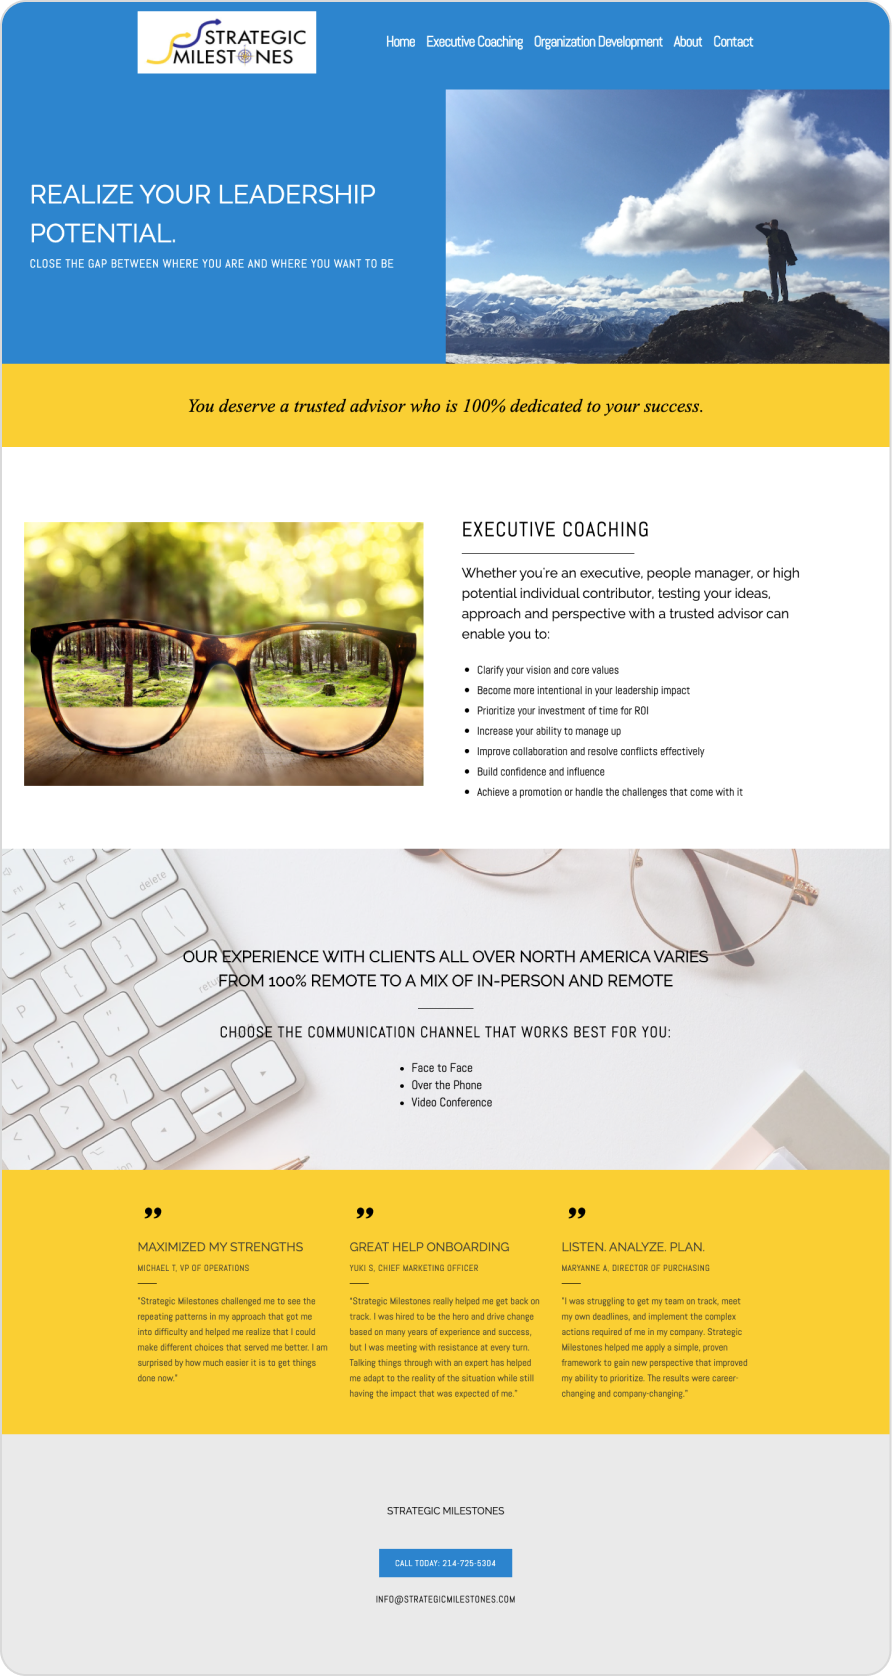 STRATEGIC
MILESTONES
Home Executive Coaching Organization Development About Contact
REALIZE YOUR LEADERSHIP
POTENTIAL.
CLOSE THE GAP BETWEEN WHERE YOU ARE AND WHERE YOU WANT TO BE
You deserve a trusted advisor who is 100% dedicated to your success.
EXECUTIVE COACHING
Whether you're an executive, people manager, or high
potential individual contributor, testing your ideas,
approach and perspective with a trusted advisor can
enable you to:
• Clarify your vision and core values
• Become more intentional in your leadership impact
• Prioritize your investment of time for ROI
• Increase your ability to manage up
• Improve collaboration and resolve conflicts effectively
• Build confidence and influence
• Achieve a promotion or handle the challenges that come with it
F12
F11
delete
return
OUR EXPERIENCE WITH CLIENTS ALL OVER NORTH AMERICA VARIES
FROM 100% REMOTE TO A MIX OF IN-PERSON AND REMOTE
CHOOSE THE COMMUNICATION CHANNEL THAT WORKS BEST FOR YOU:
• Face to Face
• Over the Phone
• Video Conference
P
L
MAXIMIZED MY STRENGTHS
MICHAEL T, VP OF OPERATIONS
"Strategic Milestones challenged me to see the
repeating patterns in my approach that got me
into difficulty and helped me realize that I could
make different choices that served me better. I am
surprised by how much easier it is to get things
done now."
GREAT HELP ONBOARDING
YUKI S, CHIEF MARKETING OFFICER
"Strategic Milestones really helped me get back on
track. I was hired to be the hero and drive change
based on many years of experience and success,
but I was meeting with resistance at every turn.
Talking things through with an expert has helped
me adapt to the reality of the situation while still
having the impact that was expected of me."
LISTEN. ANALYZE. PLAN.
MARYANNE A, DIRECTOR OF PURCHASING
"I was struggling to get my team on track, meet
my own deadlines, and implement the complex
actions required of me in my company. Strategic
Milestones helped me apply a simple, proven
framework to gain new perspective that improved
my ability to prioritize. The results were career-
changing and company-changing."
STRATEGIC MILESTONES
CALL TODAY: 214-725-5304
INFO@STRATEGICMILESTONES.COM